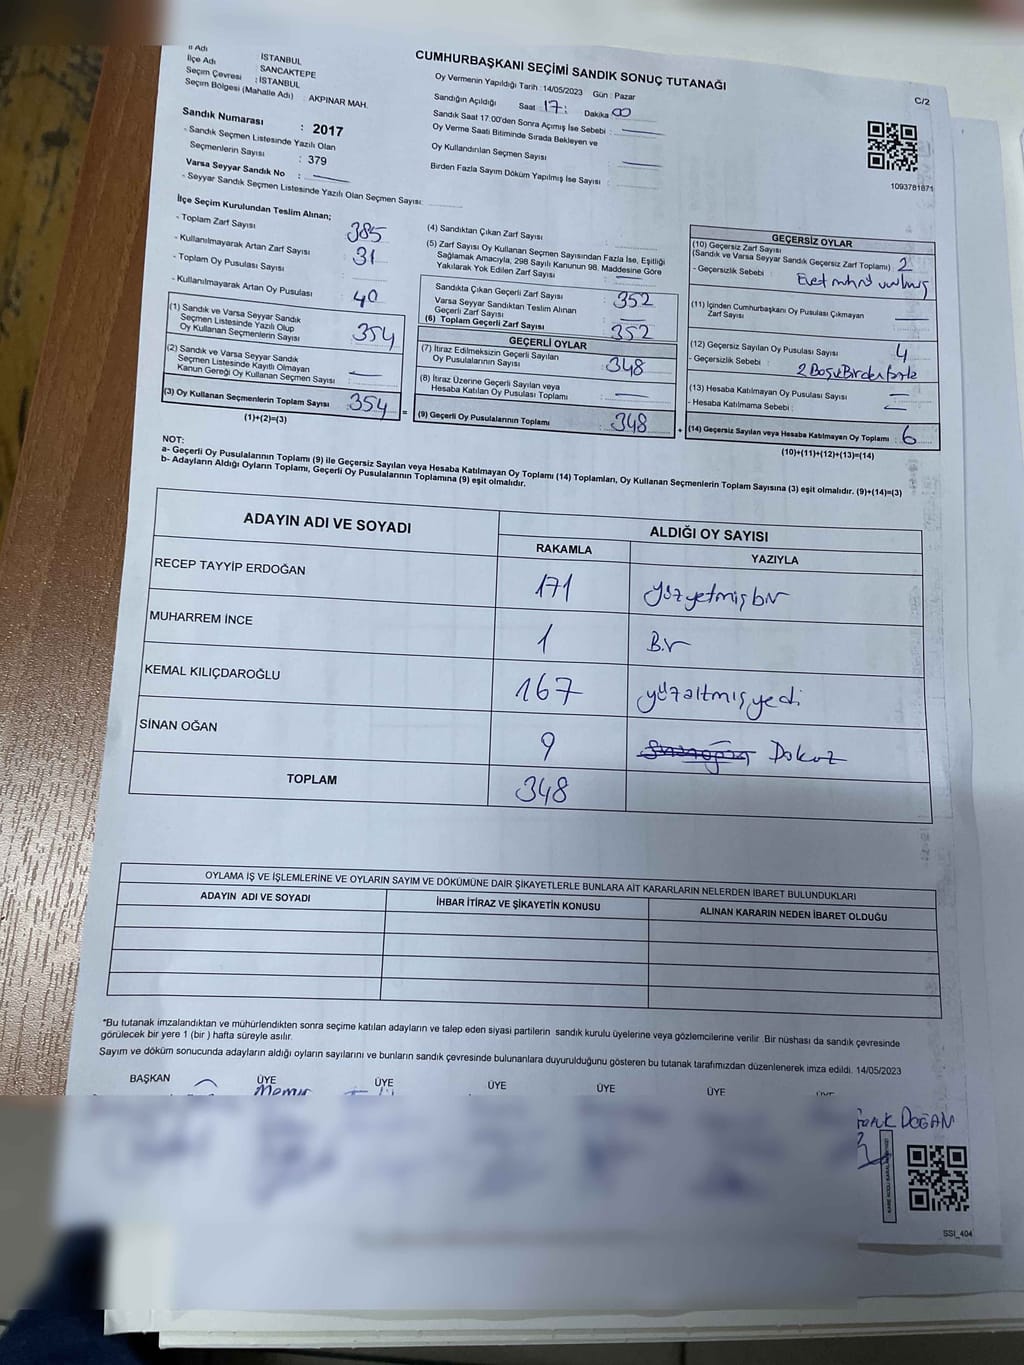 İl Adı
İSTANBUL
İlçe Adı : SANCAKTEPE
Seçim Çevresi : İSTANBUL
Seçim Bölgesi (Mahalle Adı) AKPINAR MAH.
Sandık Numarası : 2017
- Sandık Seçmen Listesinde Yazılı Olan
Seçmenlerin Sayısı : 379
Varsa Seyyar Sandık No :
- Seyyar Sandık Seçmen Listesinde Yazılı Olan Seçmen Sayısı:
CUMHURBAŞKANI SEÇİMİ SANDIK SONUÇ TUTANAĞI
Oy Vermenin Yapıldığı Tarih : 14/05/2023 Gün : Pazar
Sandığın Açıldığı Saat 17: Dakika 00
Sandık Saat 17:00'den Sonra Açılmış İse Sebebi :
Oy Verme Saati Bitiminde Sırada Bekleyen ve
Oy Kullandırılan Seçmen Sayısı
Birden Fazla Sayım Döküm Yapılmış İse Sayısı :
C/2
1093781871
İlçe Seçim Kurulundan Teslim Alınan;
- Toplam Zarf Sayısı 385
- Kullanılmayarak Artan Zarf Sayısı 31
- Toplam Oy Pusulası Sayısı
- Kullanılmayarak Artan Oy Pusulası 40
(1) Sandık ve Varsa Seyyar Sandık
Seçmen Listesinde Yazılı Olup
Oy Kullanan Seçmenlerin Sayısı 354
(2) Sandık ve Varsa Seyyar Sandık
Seçmen Listesinde Kayıtlı Olmayan
Kanun Gereği Oy Kullanan Seçmen Sayısı :
(3) Oy Kullanan Seçmenlerin Toplam Sayısı 354
(1)+(2)=(3)
=
(4) Sandıktan Çıkan Zarf Sayısı
(5) Zarf Sayısı Oy Kullanan Seçmen Sayısından Fazla İse, Eşitliği
Sağlamak Amacıyla, 298 Sayılı Kanunun 98. Maddesine Göre
Yakılarak Yok Edilen Zarf Sayısı :
Sandıkta Çıkan Geçerli Zarf Sayısı 352
Varsa Seyyar Sandıktan Teslim Alınan
Geçerli Zarf Sayısı
(6) Toplam Geçerli Zarf Sayısı 352
GEÇERLİ OYLAR
(7) İtiraz Edilmeksizin Geçerli Sayılan
Oy Pusulalarının Sayısı 348
(8) İtiraz Üzerine Geçerli Sayılan veya
Hesaba Katılan Oy Pusulası Toplamı
(9) Geçerli Oy Pusulalarının Toplamı 348
+
GEÇERSİZ OYLAR
(10) Geçersiz Zarf Sayısı
(Sandık ve Varsa Seyyar Sandık Geçersiz Zarf Toplamı) 2
- Geçersizlik Sebebi : Evet mührü
(11) İçinden Cumhurbaşkanı Oy Pusulası Çıkmayan
Zarf Sayısı
(12) Geçersiz Sayılan Oy Pusulası Sayısı 4
- Geçersizlik Sebebi : 2 Boş
(13) Hesaba Katılmayan Oy Pusulası Sayısı
- Hesaba Katılmama Sebebi :
(14) Geçersiz Sayılan veya Hesaba Katılmayan Oy Toplamı 6
(10)+(11)+(12)+(13)=(14)
NOT:
a- Geçerli Oy Pusulalarının Toplamı (9) ile Geçersiz Sayılan veya Hesaba Katılmayan Oy Toplamı (14) Toplamları, Oy Kullanan Seçmenlerin Toplam Sayısına (3) eşit olmalıdır. (9)+(14)=(3)
b- Adayların Aldığı Oyların Toplamı, Geçerli Oy Pusulalarının Toplamına (9) eşit olmalıdır.
ADAYIN ADI VE SOYADI
ALDIĞI OY SAYISI
RAKAMLA YAZIYLA
RECEP TAYYİP ERDOĞAN 171 yüzyetmişbir
MUHARREM İNCE 1 Bir
KEMAL KILIÇDAROĞLU 167 yüzaltmışyedi
SİNAN OĞAN 9 Dokuz
TOPLAM 348
OYLAMA İŞ VE İŞLEMLERİNE VE OYLARIN SAYIM VE DÖKÜMÜNE DAİR ŞİKAYETLERLE BUNLARA AİT KARARLARIN NELERDEN İBARET BULUNDUKLARI
ADAYIN ADI VE SOYADI İHBAR İTİRAZ VE ŞİKAYETİN KONUSU ALINAN KARARIN NEDEN İBARET OLDUĞU
*Bu tutanak imzalandıktan ve mühürlendikten sonra seçime katılan adayların ve talep eden siyasi partilerin sandık kurulu üyelerine veya gözlemcilerine verilir. Bir nüshası da sandık çevresinde
görülecek bir yere 1 (bir) hafta süreyle asılır.
Sayım ve döküm sonucunda adayların aldığı oyların sayılarını ve bunların sandık çevresinde bulunanlara duyurulduğunu gösteren bu tutanak tarafımızdan düzenlenerek imza edildi. 14/05/2023
BAŞKAN ÜYE ÜYE ÜYE ÜYE ÜYE ÜYE
Memur
DOĞAN
SSI_404